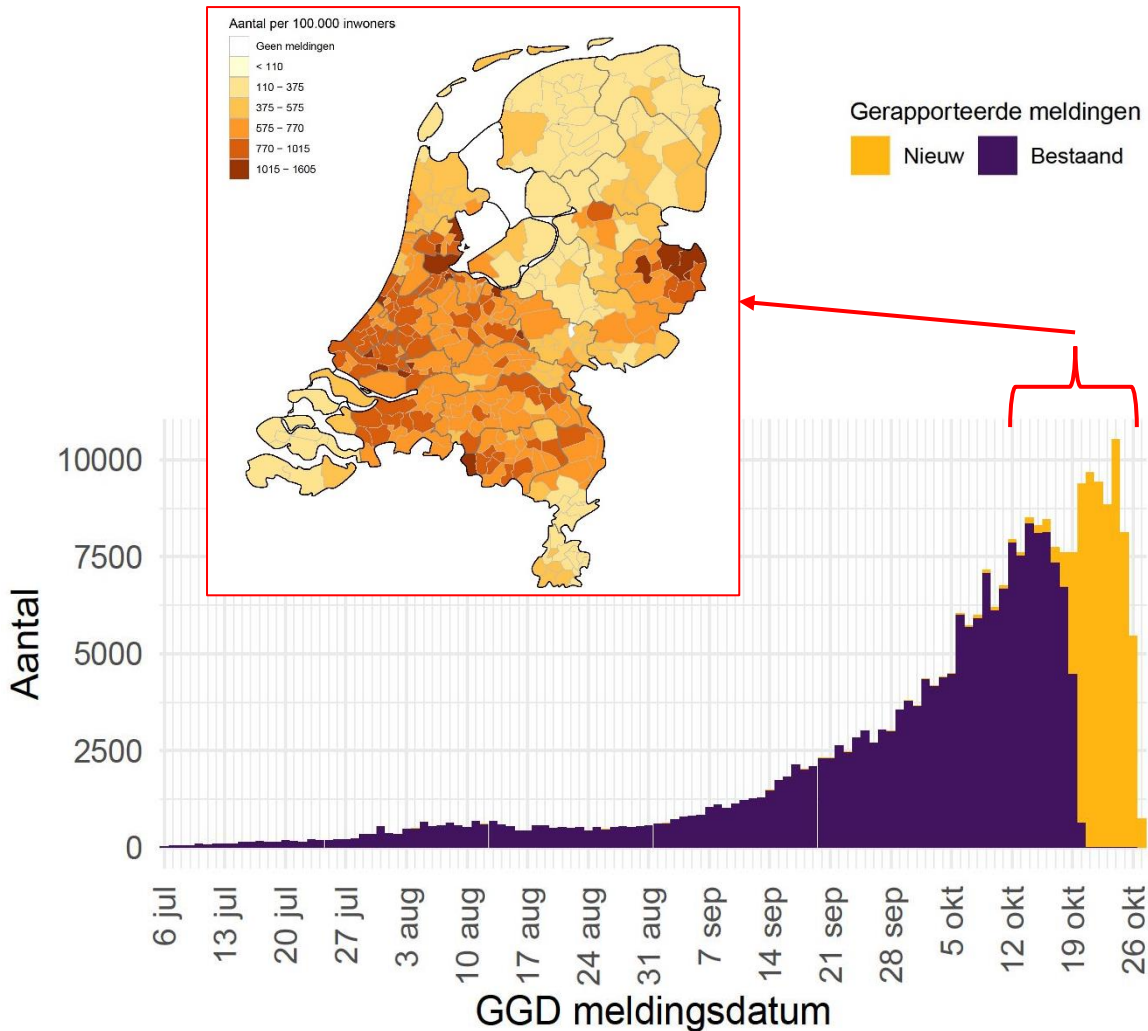 Aantal per 100.000 inwoners
Geen meldingen
< 110
110 – 375
375 – 575
575 – 770
770 – 1015
1015 – 1605
Gerapporteerde meldingen
Nieuw
Bestaand
10000
7500
5000
2500
0
Aantal
6 jul
13 jul
20 jul
27 jul
3 aug
10 aug
17 aug
24 aug
31 aug
7 sep
14 sep
21 sep
28 sep
5 okt
12 okt
19 okt
26 okt
GGD meldingsdatum